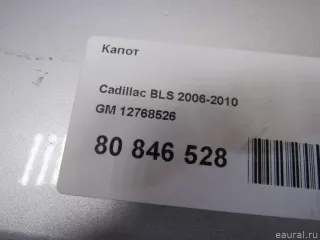 Капот
Cadillac BLS 2006-2010
GM 12768526
80 846 528
eaural.ru